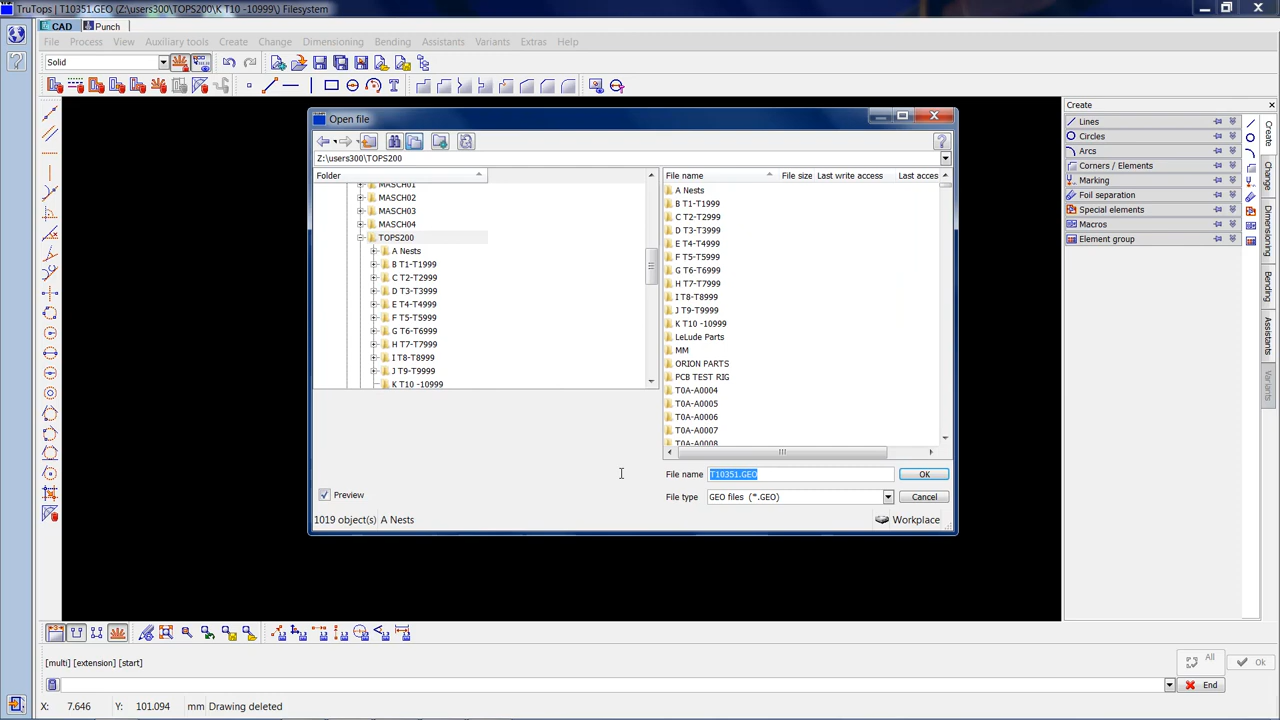 TruTops | T10351.GEO (Z:\users300\TOPS200\K T10 -10999\) Filesystem
CAD Punch
File Process View Auxiliary tools Create Change Dimensioning Bending Assistants Variants Extras Help
Solid
Open file
Z:\users300\TOPS200
Folder
MASCH01
MASCH02
MASCH03
MASCH04
TOPS200
A Nests
B T1-T1999
C T2-T2999
D T3-T3999
E T4-T4999
F T5-T5999
G T6-T6999
H T7-T7999
I T8-T8999
J T9-T9999
K T10 -10999
File name File size Last write access Last acces
A Nests
B T1-T1999
C T2-T2999
D T3-T3999
E T4-T4999
F T5-T5999
G T6-T6999
H T7-T7999
I T8-T8999
J T9-T9999
K T10 -10999
LeLude Parts
MM
ORION PARTS
PCB TEST RIG
T0A-A0004
T0A-A0005
T0A-A0006
T0A-A0007
T0A-A0008
File name T10351.GEO OK
File type GEO files (*.GEO) Cancel
Preview
1019 object(s) A Nests
Workplace
Create
Lines
Circles
Arcs
Corners / Elements
Marking
Foil separation
Special elements
Macros
Element group
Create
Change
Dimensioning
Bending
Assistants
Variants
[multi] [extension] [start]
All
Ok
End
X: 7.646 Y: 101.094 mm Drawing deleted